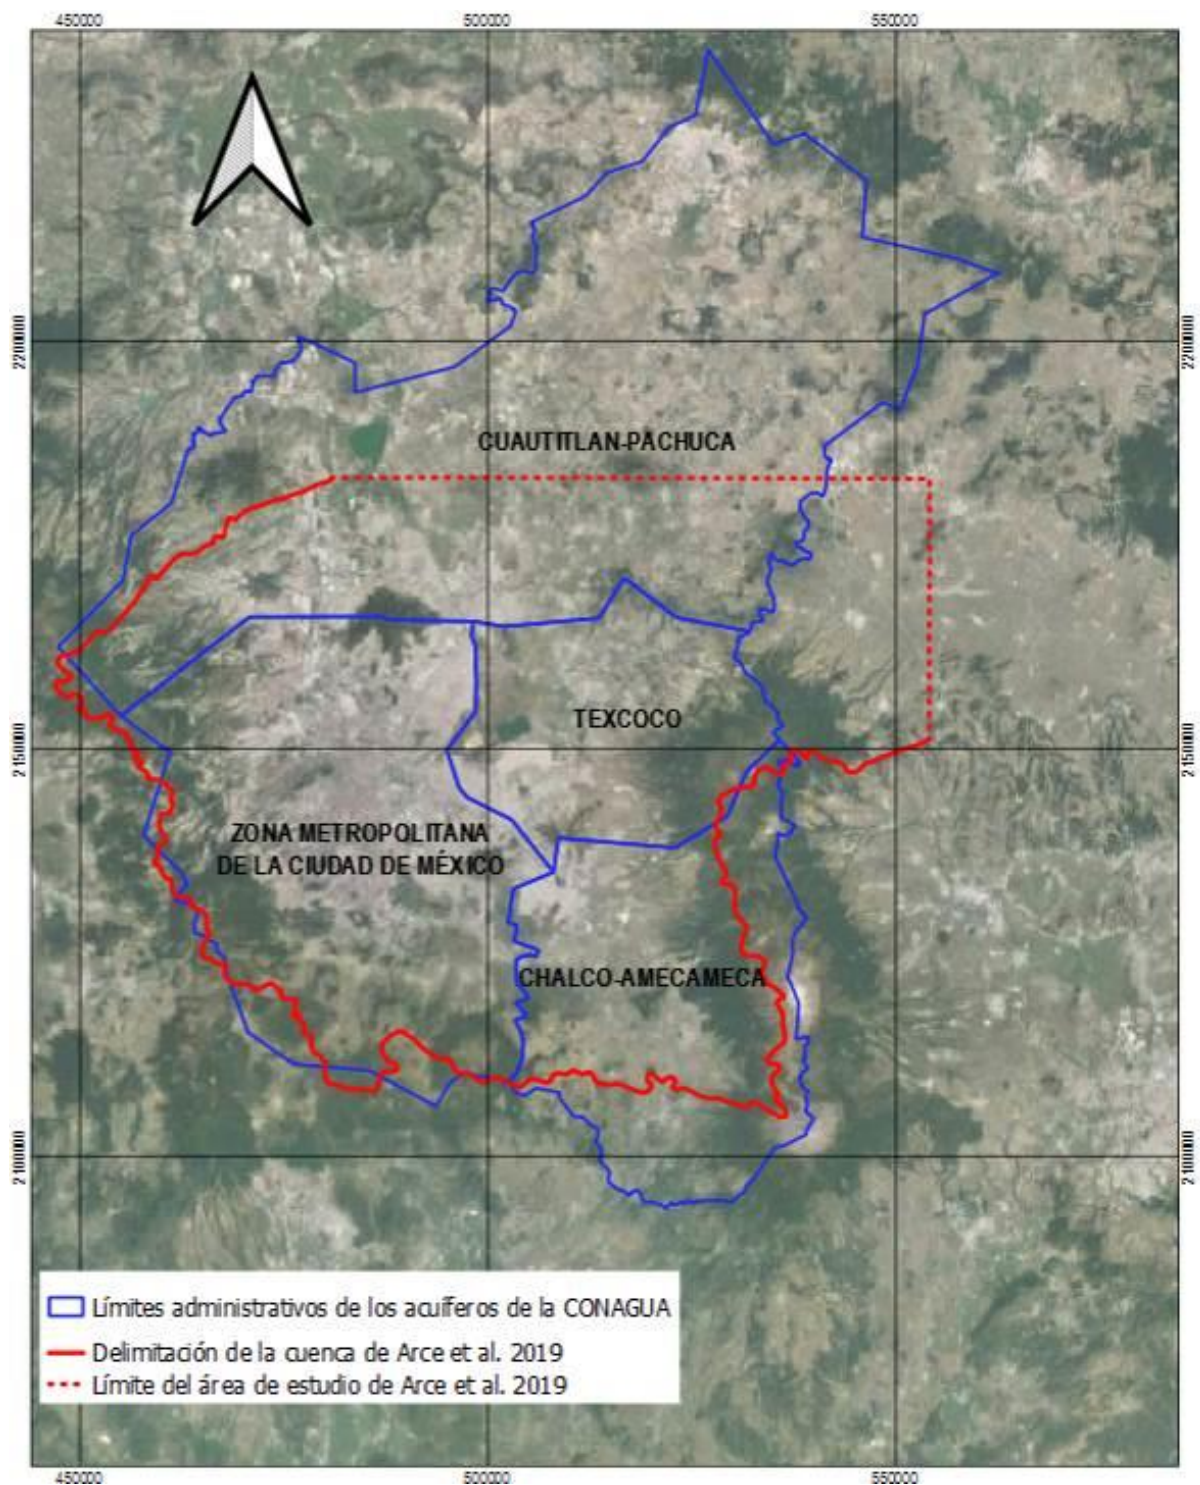 450000 500000 550000
2200000 2200000
CUAUTITLAN-PACHUCA
TEXCOCO
2150000 2150000
ZONA METROPOLITANA
DE LA CIUDAD DE MÉXICO
CHALCO-AMECAMECA
2100000 2100000
Límites administrativos de los acuíferos de la CONAGUA
Delimitación de la cuenca de Arce et al. 2019
Límite del área de estudio de Arce et al. 2019
450000 500000 550000